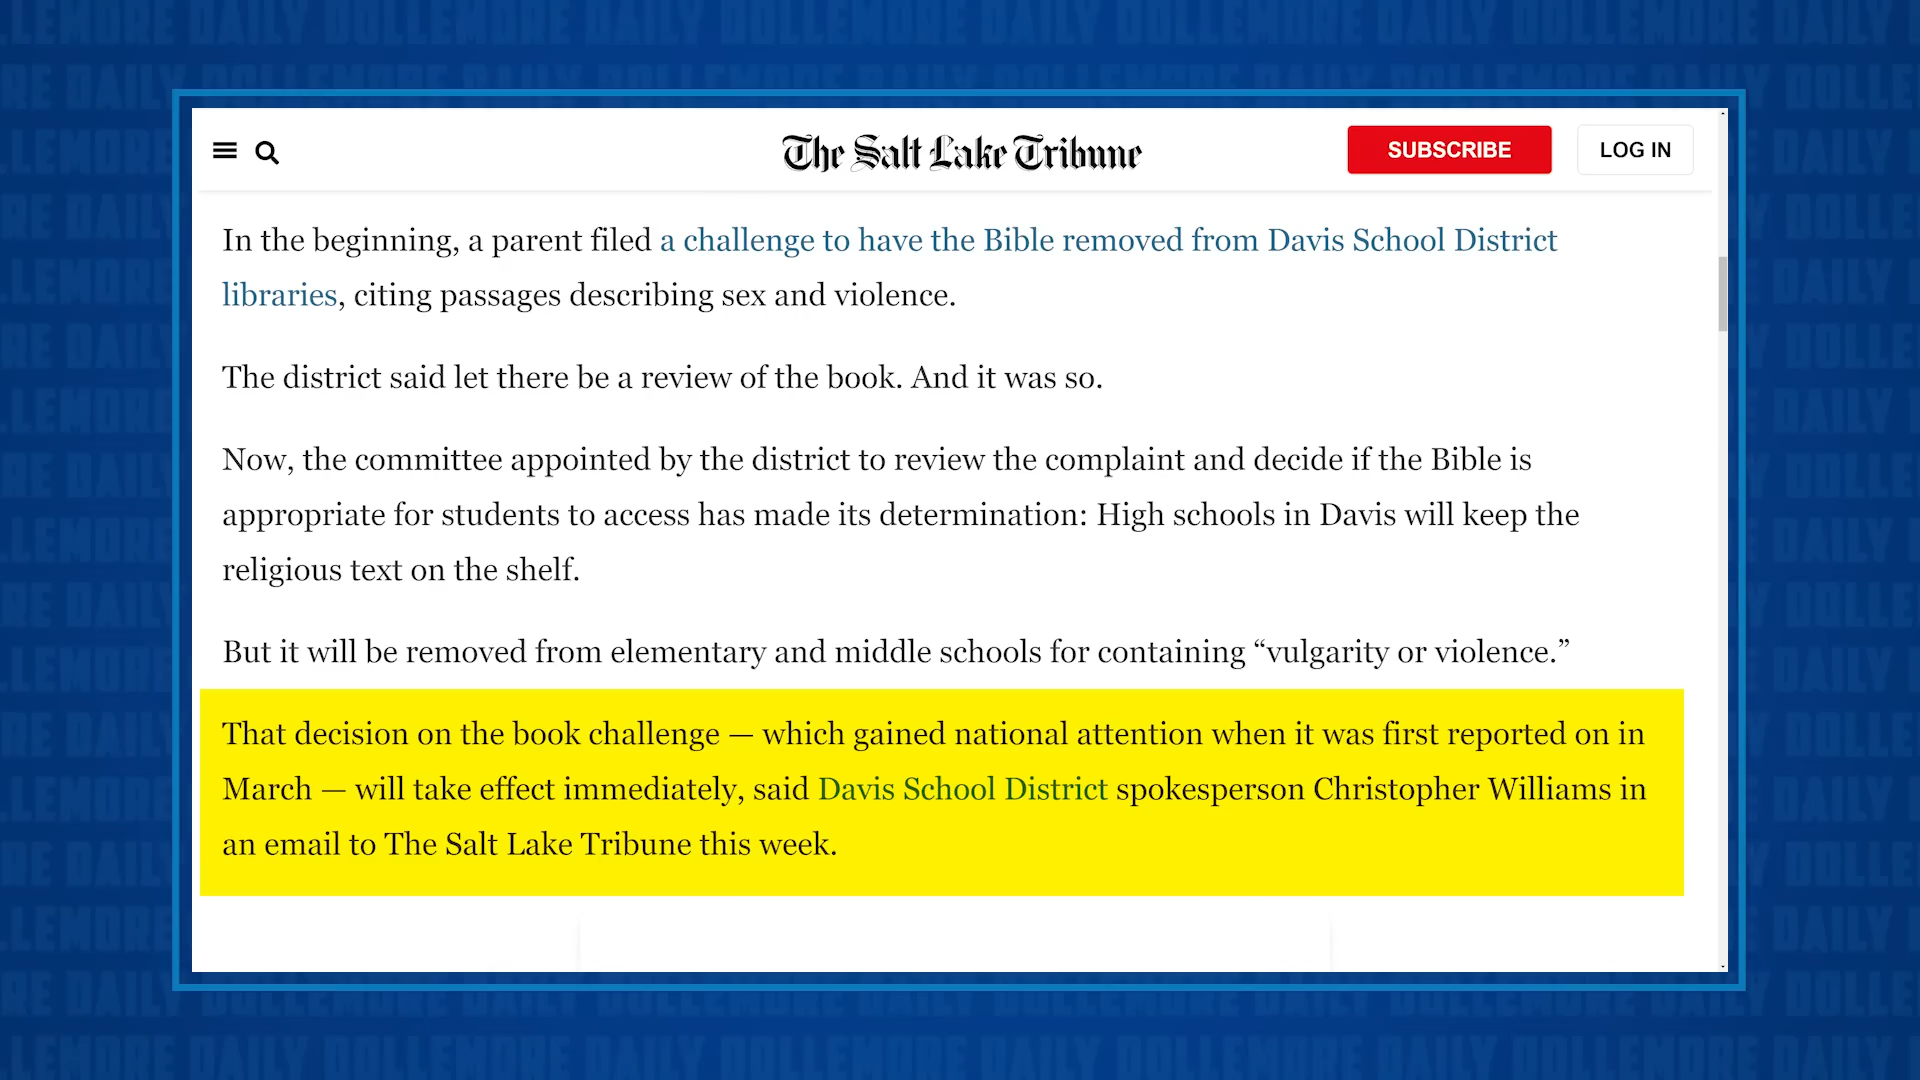 DOLLEMORE DAILY
The Salt Lake Tribune
SUBSCRIBE
LOG IN
In the beginning, a parent filed a challenge to have the Bible removed from Davis School District
libraries, citing passages describing sex and violence.
The district said let there be a review of the book. And it was so.
Now, the committee appointed by the district to review the complaint and decide if the Bible is
appropriate for students to access has made its determination: High schools in Davis will keep the
religious text on the shelf.
But it will be removed from elementary and middle schools for containing “vulgarity or violence.”
That decision on the book challenge — which gained national attention when it was first reported on in
March — will take effect immediately, said Davis School District spokesperson Christopher Williams in
an email to The Salt Lake Tribune this week.